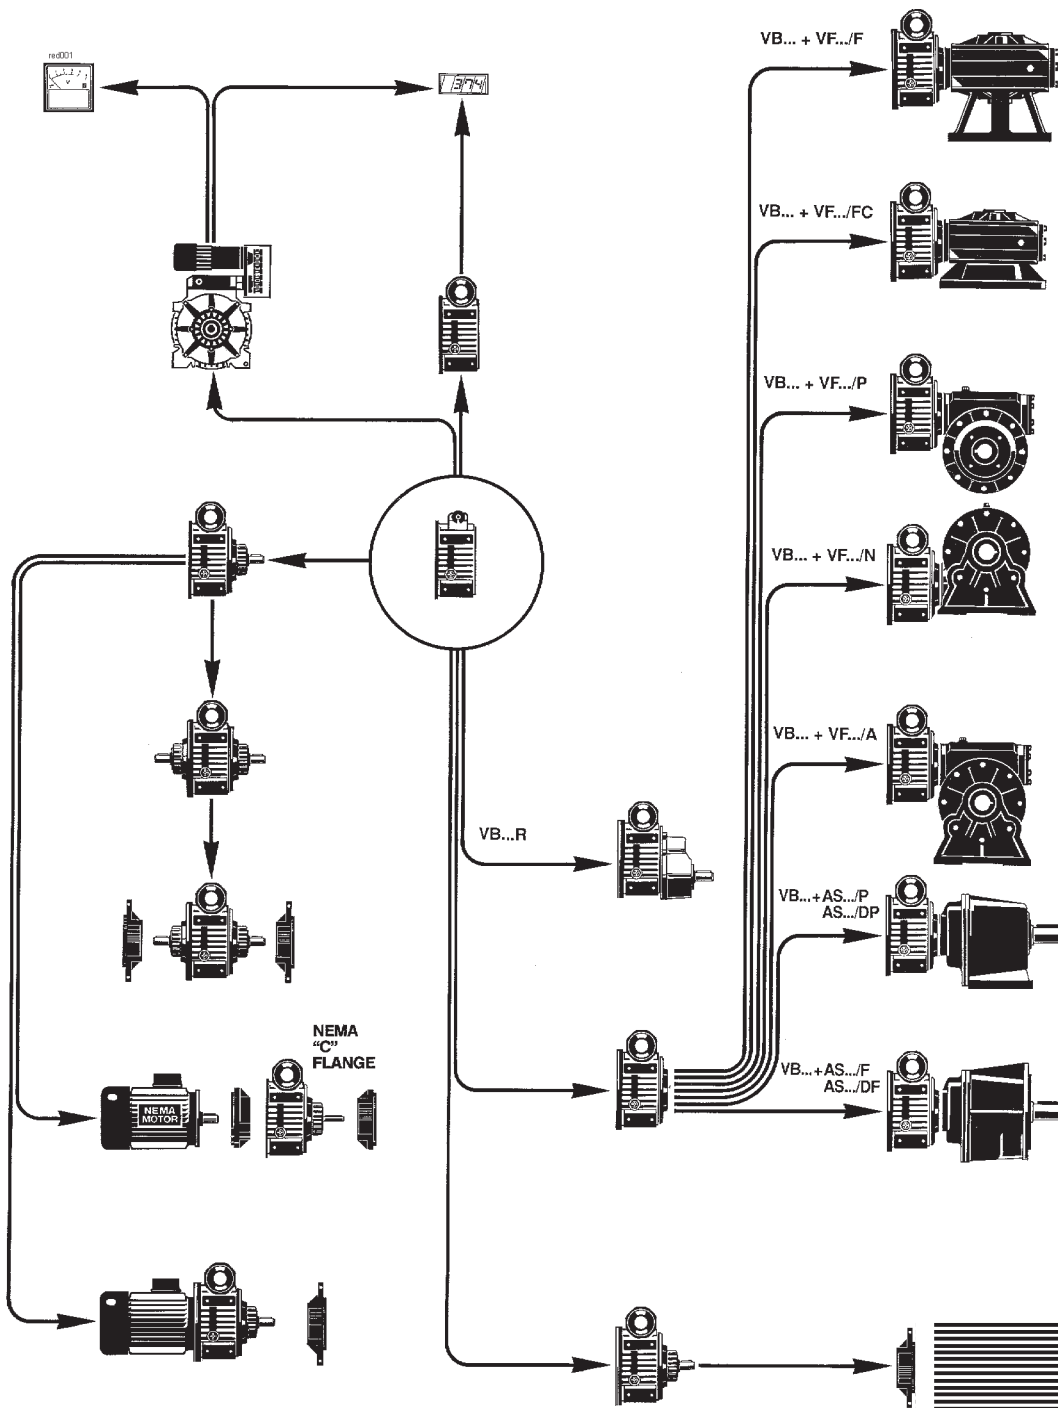 red001
374
VB... + VF.../F
VB... + VF.../FC
VB... + VF.../P
VB... + VF.../N
VB... + VF.../A
VB...R
VB...+AS.../P
AS.../DP
NEMA
“C”
FLANGE
NEMA
MOTOR
VB...+AS.../F
AS.../DF